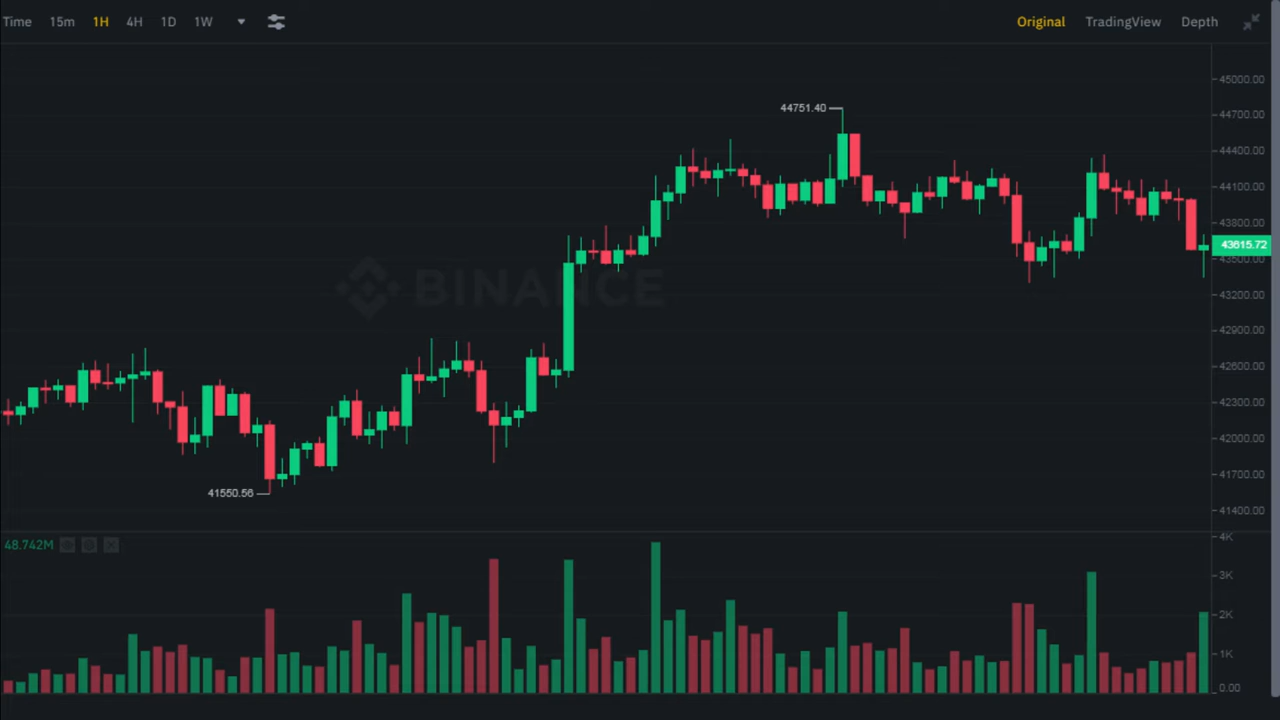 Time 15m 1H 4H 1D 1W Original TradingView Depth
45000.00
44751.40
44700.00
44400.00
44100.00
43800.00
43615.72
43500.00
BINANCE
43200.00
42900.00
42600.00
42300.00
42000.00
41700.00
41550.56
41400.00
4K
48.742M
3K
2K
1K
0.00